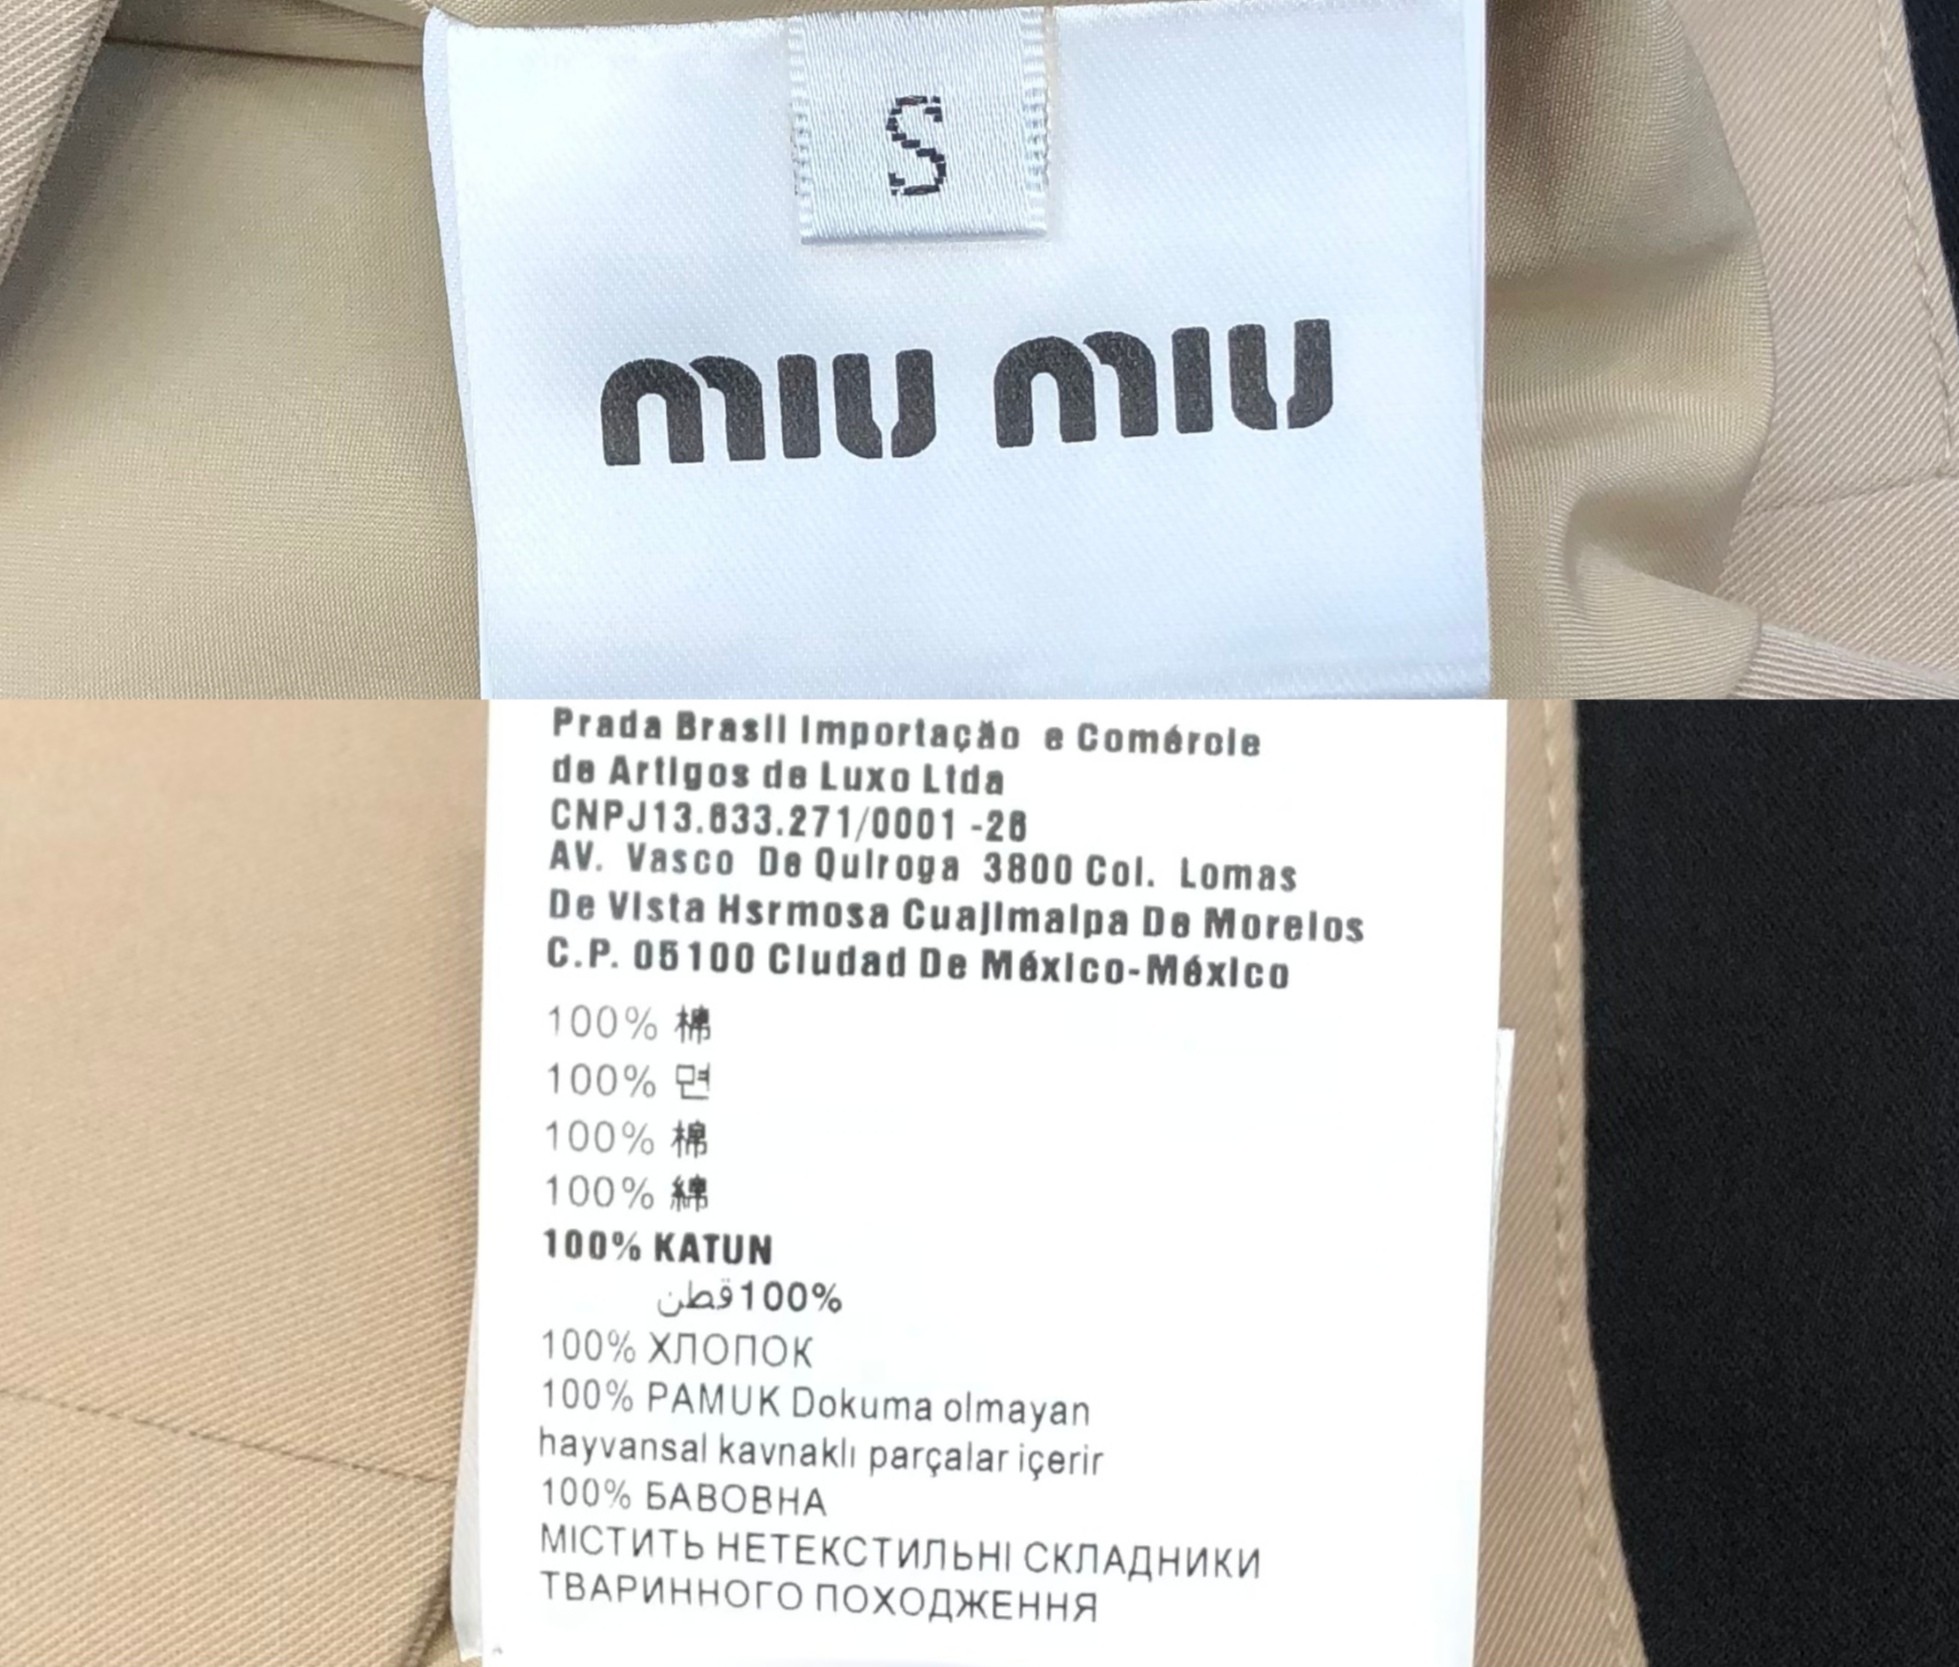 S
miu miu
Prada Brasil Importação e Comércie
de Artigos de Luxo Ltda
CNPJ13.833.271/0001 -28
AV. Vasco De Quiroga 3800 Col. Lomas
De Vista Hsrmosa Cuajimalpa De Morelos
C.P. 05100 Ciudad De México-México
100% 棉
100% 면
100% 棉
100% 綿
100% KATUN
100% قطن
100% ХЛОПОК
100% PAMUK Dokuma olmayan
hayvansal kavnaklı parçalar içerir
100% БАВОВНА
МІСТИТЬ НЕТЕКСТИЛЬНІ СКЛАДНИКИ
ТВАРИННОГО ПОХОДЖЕННЯ